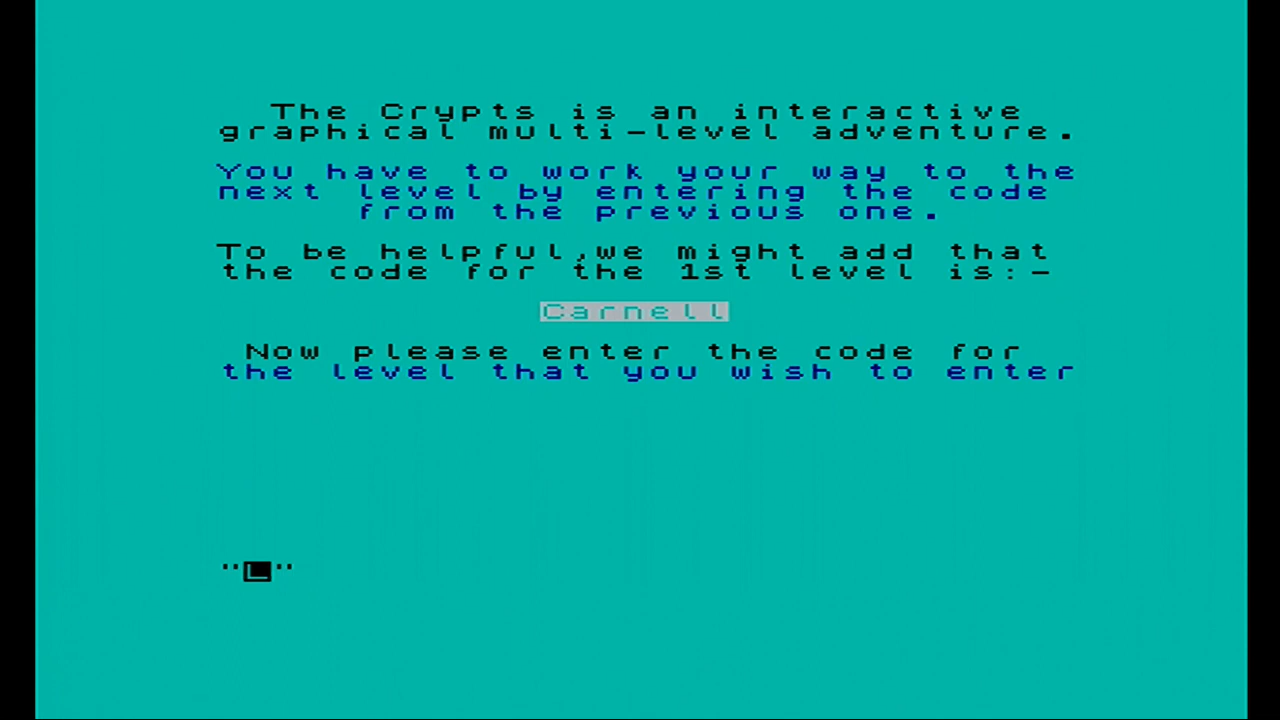 The Crypts is an interactive
graphical multi-level adventure.
You have to work your way to the
next level by entering the code
from the previous one.
To be helpful,we might add that
the code for the 1st level is:-
Carnell
Now please enter the code for
the level that you wish to enter
"L"